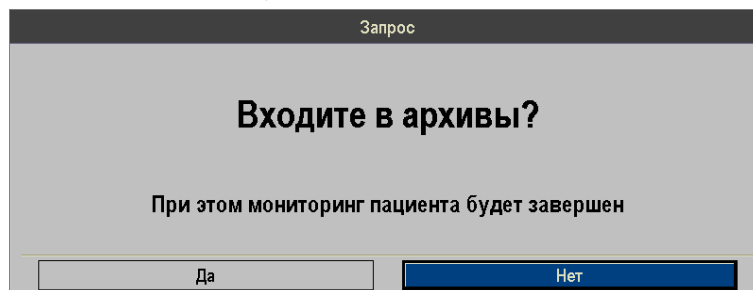 Запрос
Входите в архивы?
При этом мониторинг пациента будет завершен
Да
Нет